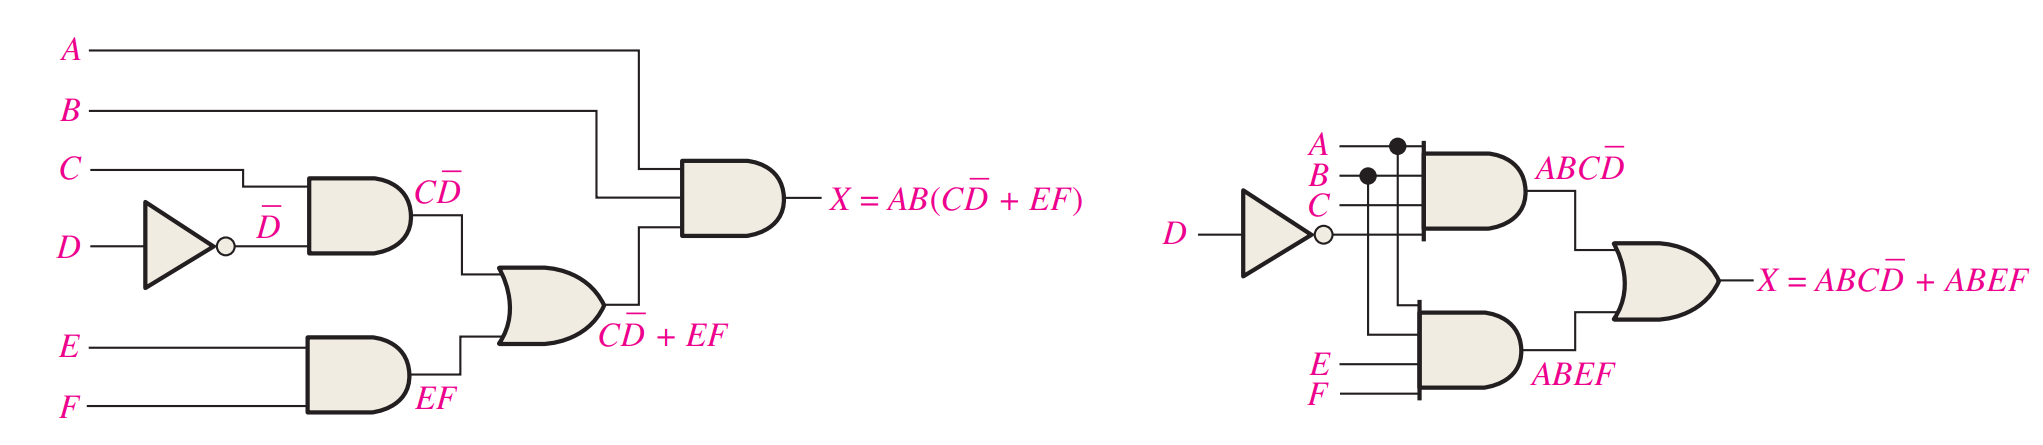 A
B
C
D
D̅
CD̅
E
F
EF
CD̅ + EF
X = AB(CD̅ + EF)
A
B
C
D
ABCD̅
E
F
ABEF
X = ABCD̅ + ABEF